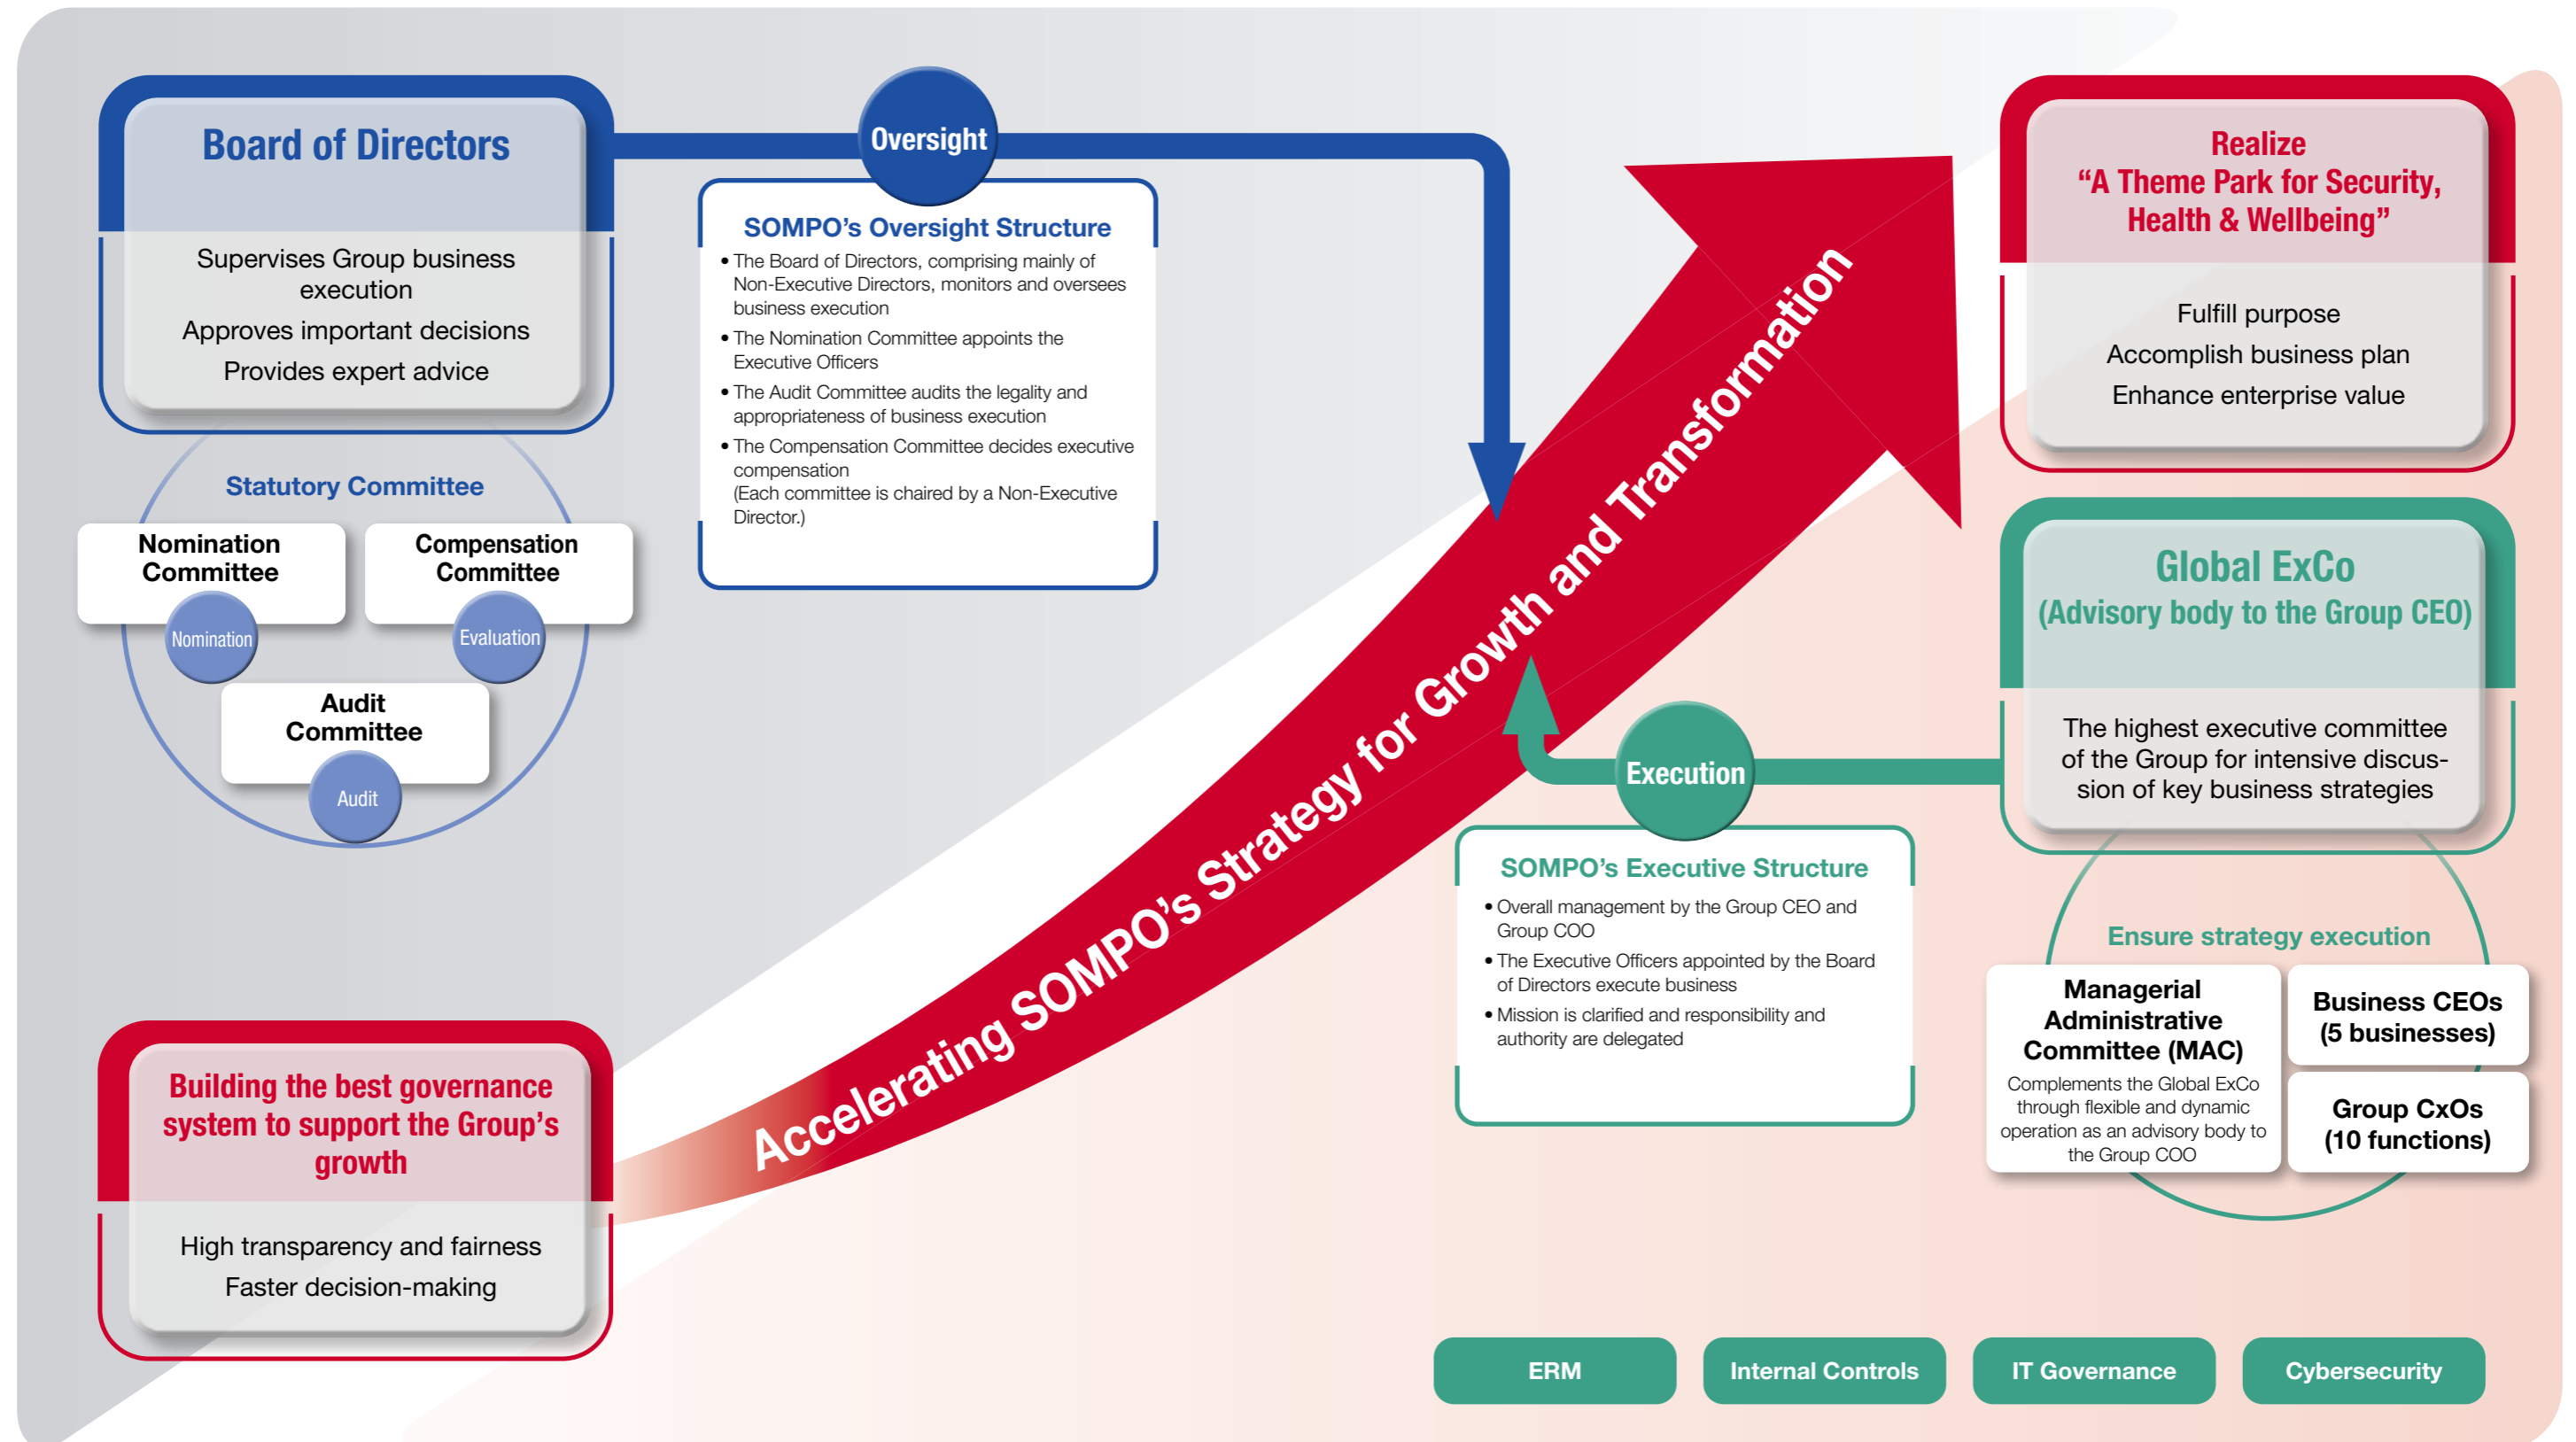 Board of Directors
Supervises Group business
execution
Approves important decisions
Provides expert advice
Statutory Committee
Nomination
Committee
Nomination
Compensation
Committee
Evaluation
Audit
Committee
Audit
Oversight
SOMPO’s Oversight Structure
• The Board of Directors, comprising mainly of
Non-Executive Directors, monitors and oversees
business execution
• The Nomination Committee appoints the
Executive Officers
• The Audit Committee audits the legality and
appropriateness of business execution
• The Compensation Committee decides executive
compensation
(Each committee is chaired by a Non-Executive
Director.)
Building the best governance
system to support the Group’s
growth
High transparency and fairness
Faster decision-making
Accelerating SOMPO’s Strategy for Growth and Transformation
Realize
“A Theme Park for Security,
Health & Wellbeing”
Fulfill purpose
Accomplish business plan
Enhance enterprise value
Global ExCo
(Advisory body to the Group CEO)
The highest executive committee
of the Group for intensive discus-
sion of key business strategies
Execution
SOMPO’s Executive Structure
• Overall management by the Group CEO and
Group COO
• The Executive Officers appointed by the Board
of Directors execute business
• Mission is clarified and responsibility and
authority are delegated
Ensure strategy execution
Managerial
Administrative
Committee (MAC)
Complements the Global ExCo
through flexible and dynamic
operation as an advisory body to
the Group COO
Business CEOs
(5 businesses)
Group CxOs
(10 functions)
ERM
Internal Controls
IT Governance
Cybersecurity